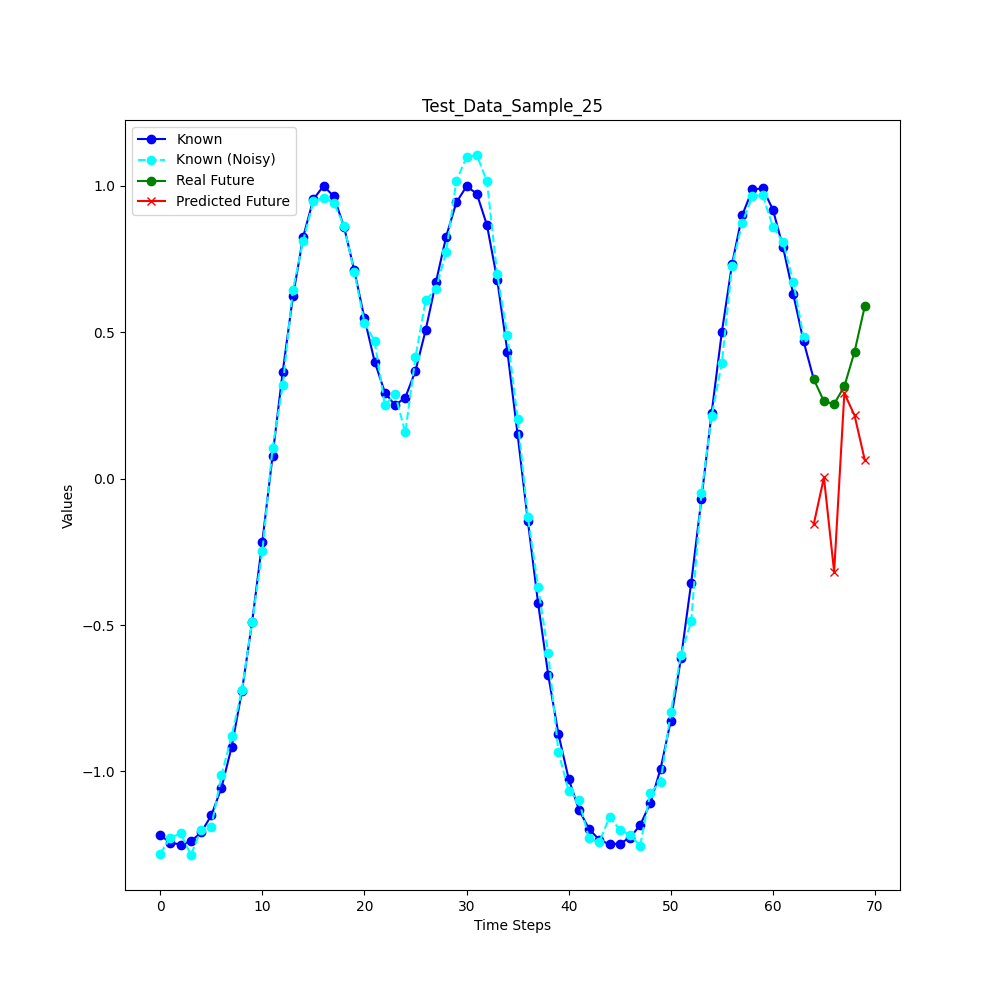 Test_Data_Sample_25
Known
Known (Noisy)
Real Future
Predicted Future
1.0
0.5
0.0
−0.5
−1.0
Values
0 10 20 30 40 50 60 70
Time Steps